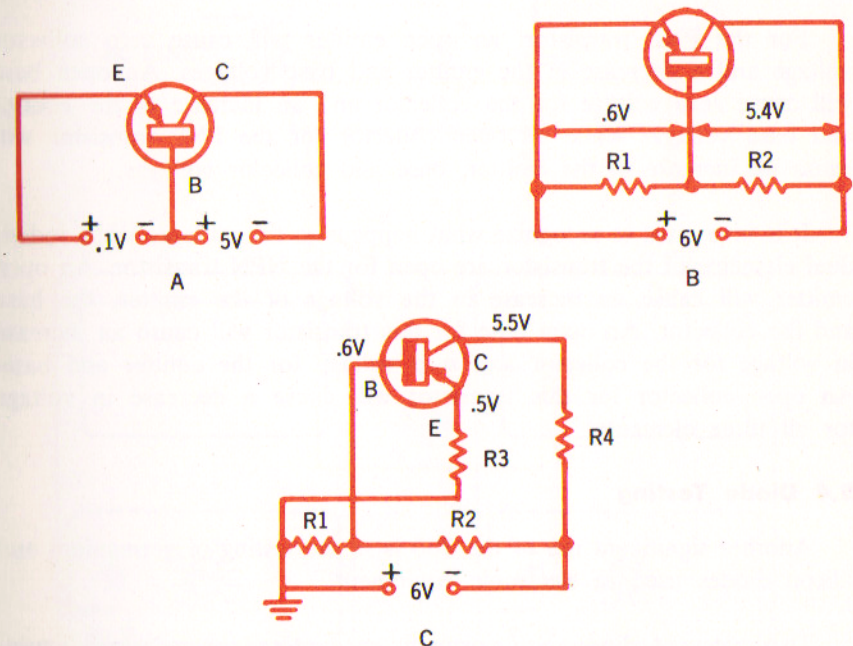 E C
B
+ .1V - + 5V -
A
.6V 5.4V
R1 R2
+ 6V -
B
5.5V
.6V
C
B
.5V
E
R3 R4
R1 R2
+ 6V -
C